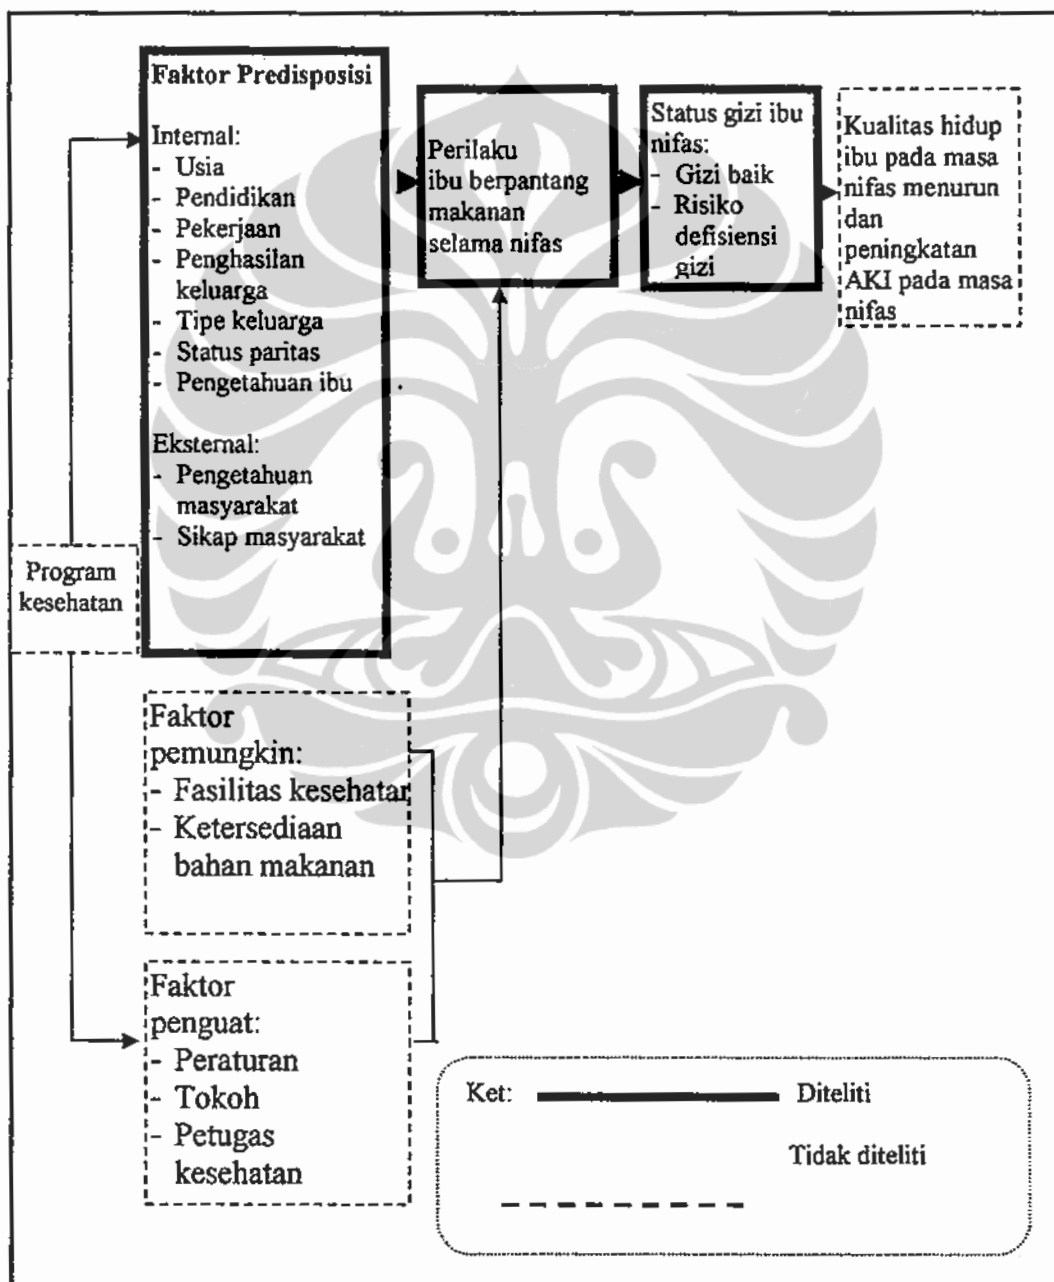 Faktor Predisposisi
Internal:
- Usia
- Pendidikan
- Pekerjaan
- Penghasilan
keluarga
- Tipe keluarga
- Status paritas
- Pengetahuan ibu
Eksternal:
- Pengetahuan
masyarakat
- Sikap masyarakat
Perilaku
ibu berpantang
makanan
selama nifas
Status gizi ibu
nifas:
- Gizi baik
- Risiko
defisiensi
gizi
Kualitas hidup
ibu pada masa
nifas menurun
dan
peningkatan
AKI pada masa
nifas
Program
kesehatan
Faktor
pemungkin:
- Fasilitas kesehatar
- Ketersediaan
bahan makanan
Faktor
penguat:
- Peraturan
- Tokoh
- Petugas
kesehatan
Ket: Diteliti
Tidak diteliti